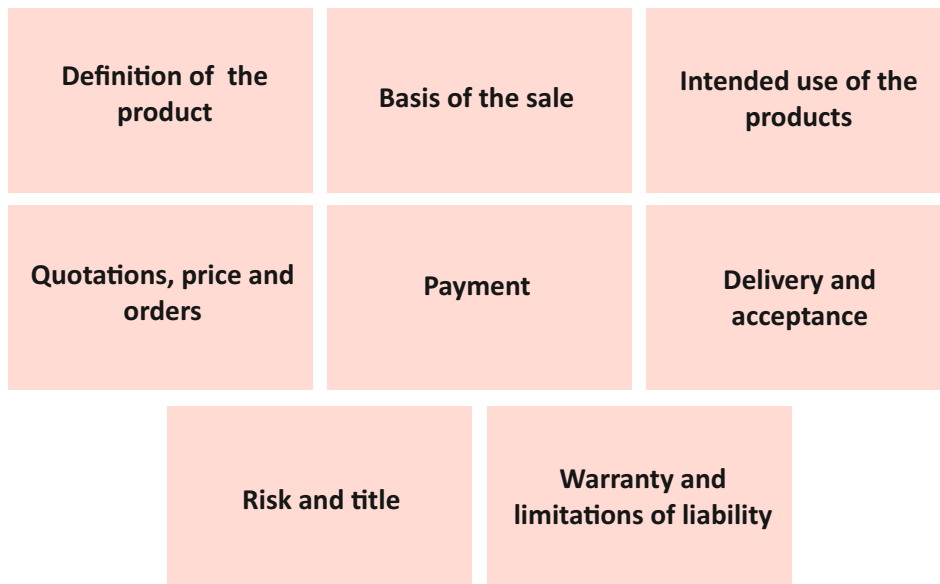 Definition of the
product
Basis of the sale
Intended use of the
products
Quotations, price and
orders
Payment
Delivery and
acceptance
Risk and title
Warranty and
limitations of liability